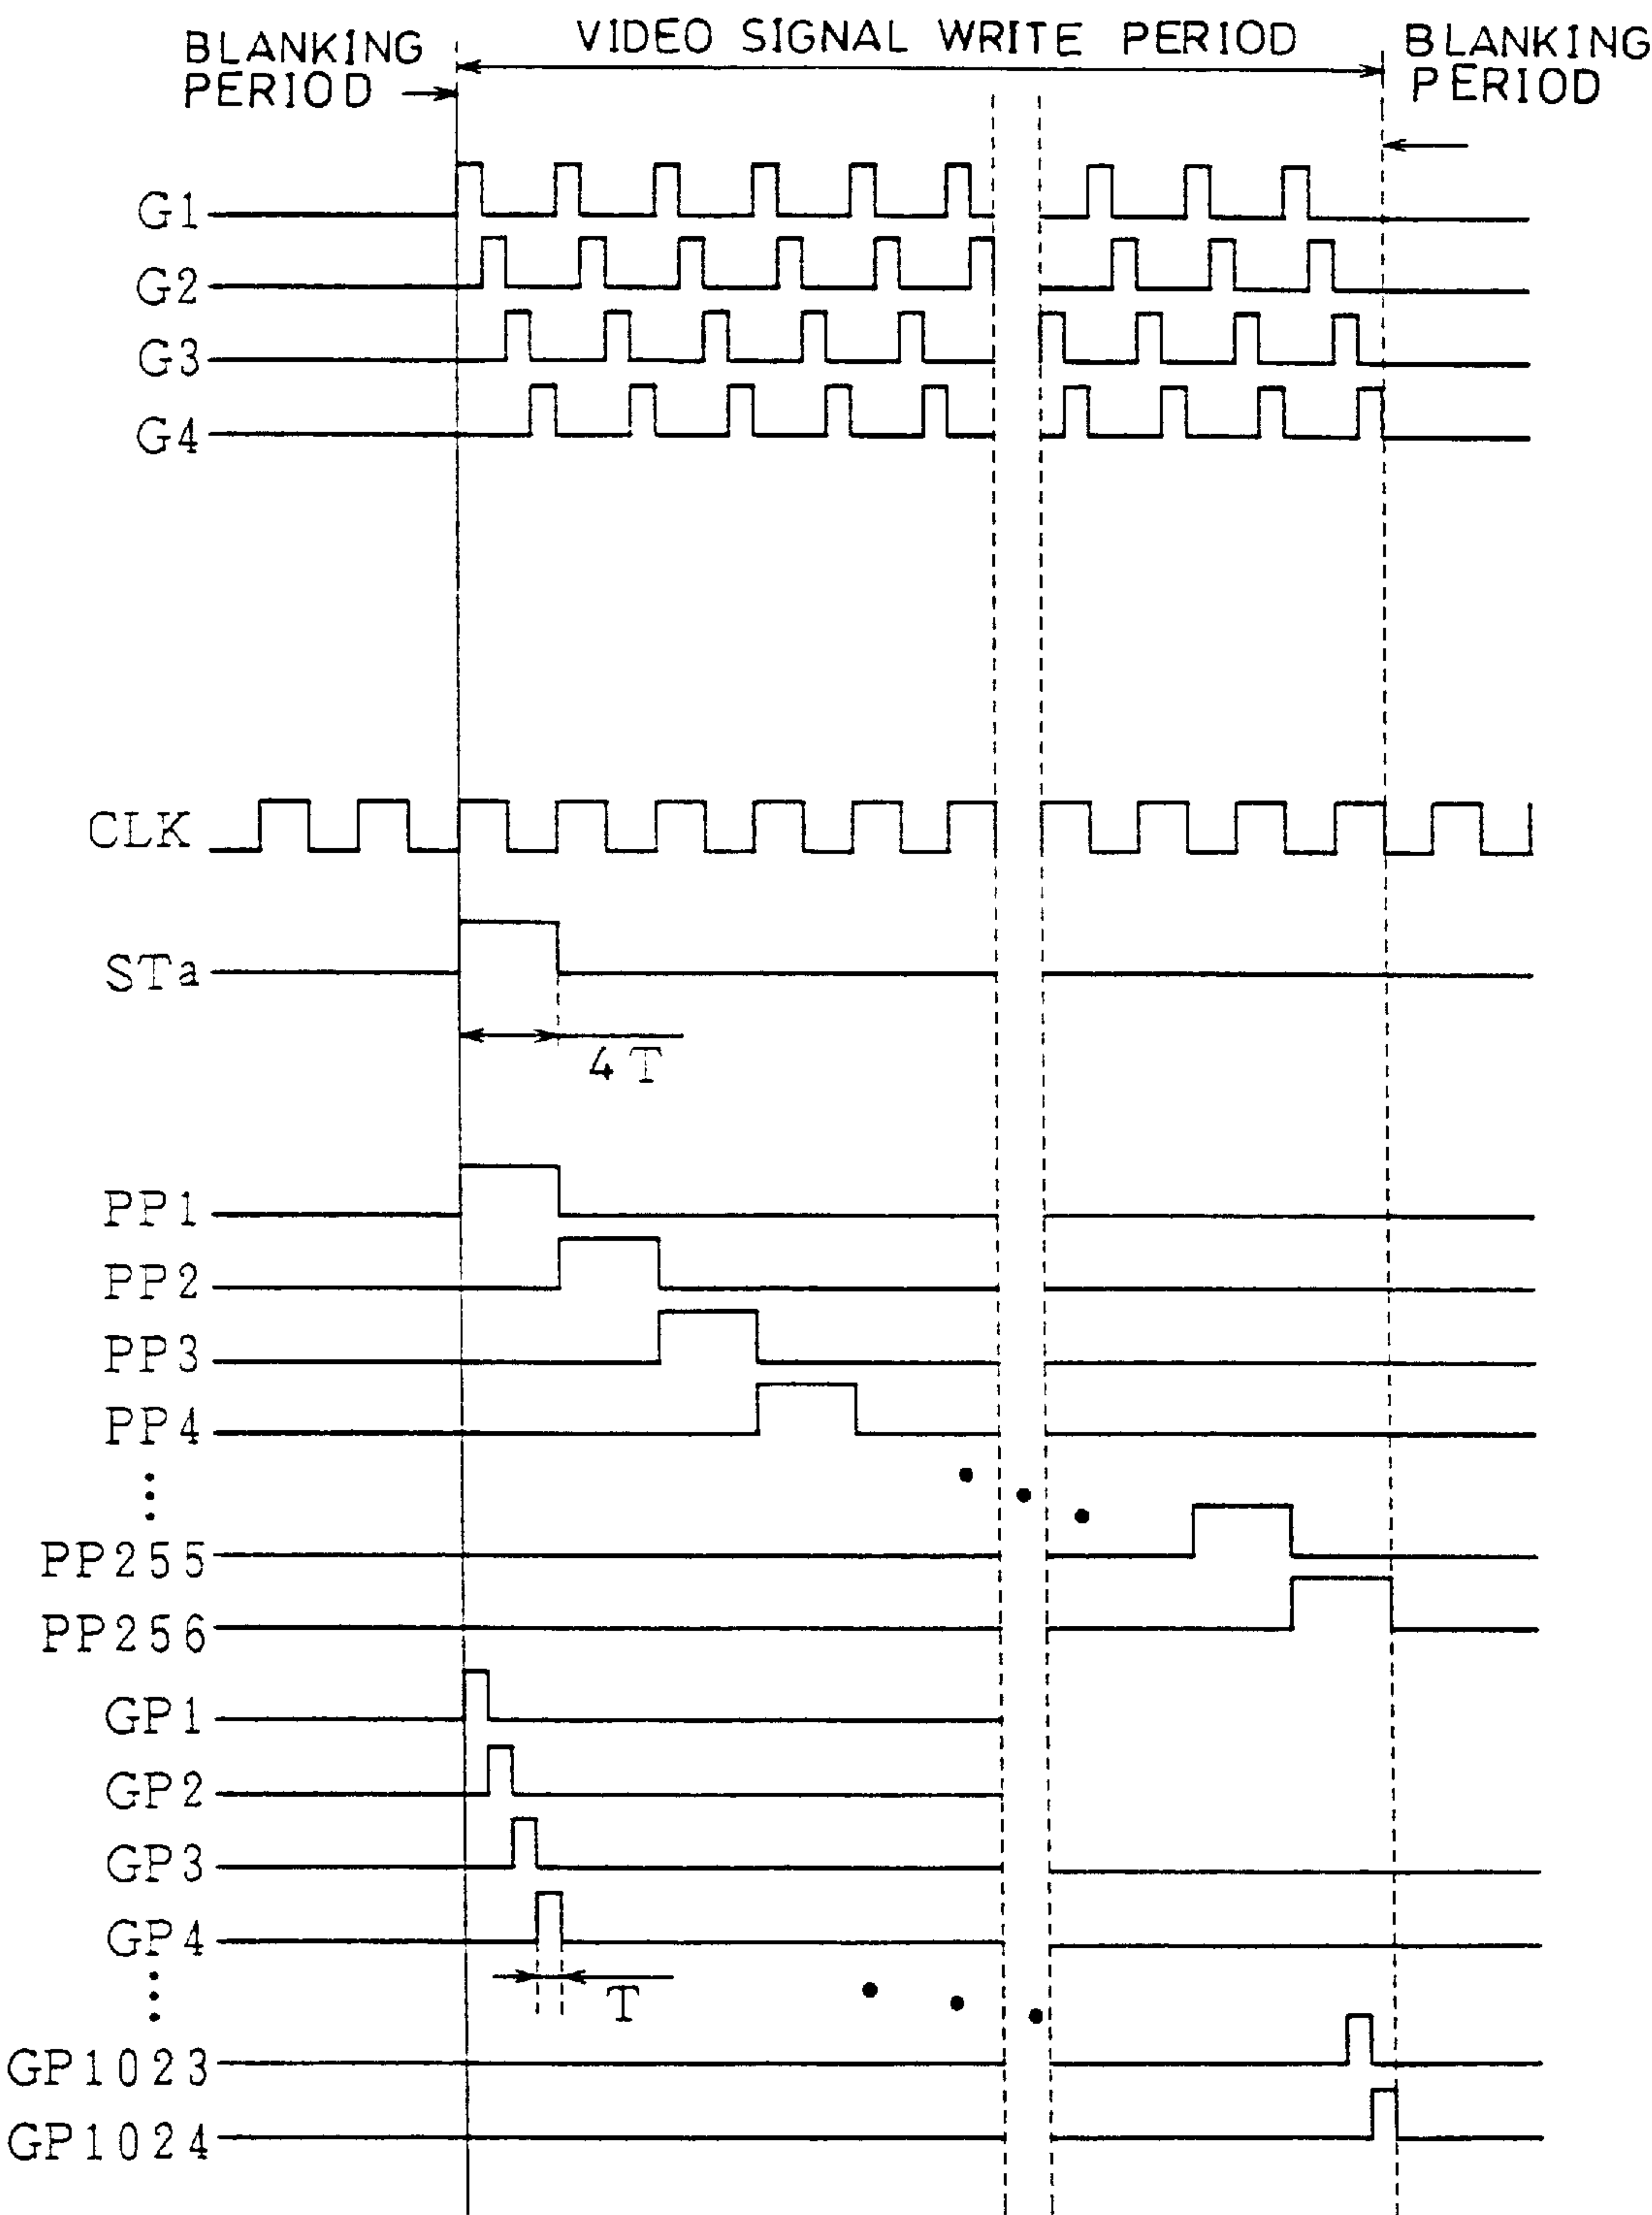 BLANKING PERIOD
VIDEO SIGNAL WRITE PERIOD
BLANKING PERIOD
G1
G2
G3
G4
CLK
STa
4T
PP1
PP2
PP3
PP4
PP255
PP256
GP1
GP2
GP3
GP4
T
GP1023
GP1024